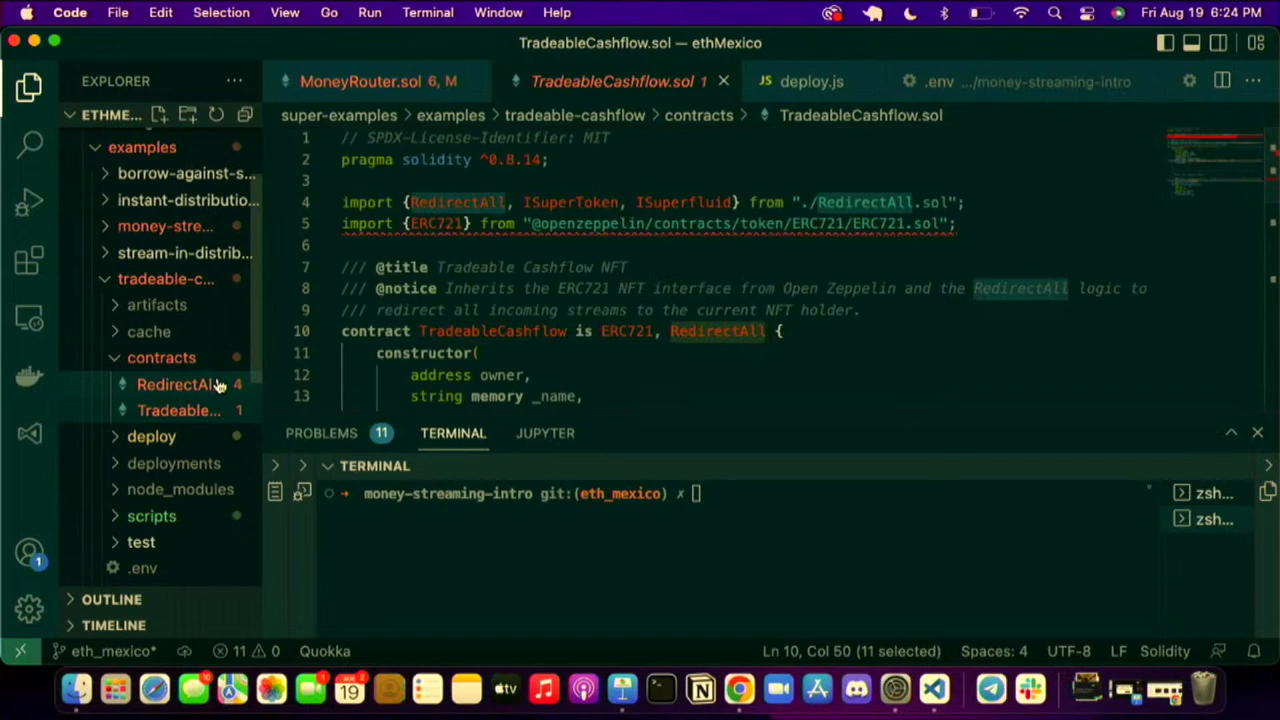 Code File Edit Selection View Go Run Terminal Window Help Fri Aug 19 6:24 PM
TradeableCashflow.sol — ethMexico
EXPLORER
MoneyRouter.sol 6, M
TradeableCashflow.sol 1
JS deploy.js
.env .../money-streaming-intro
ETHME...
super-examples > examples > tradeable-cashflow > contracts > TradeableCashflow.sol
examples
borrow-against-s...
instant-distributio...
money-stre...
stream-in-distrib...
tradeable-c...
artifacts
cache
contracts
RedirectAl 4
Tradeable... 1
deploy
deployments
node_modules
scripts
test
.env
OUTLINE
TIMELINE
1 // SPDX-License-Identifier: MIT
2 pragma solidity ^0.8.14;
3
4 import {RedirectAll, ISuperToken, ISuperfluid} from "./RedirectAll.sol";
5 import {ERC721} from "@openzeppelin/contracts/token/ERC721/ERC721.sol";
6
7 /// @title Tradeable Cashflow NFT
8 /// @notice Inherits the ERC721 NFT interface from Open Zeppelin and the RedirectAll logic to
9 /// redirect all incoming streams to the current NFT holder.
10 contract TradeableCashflow is ERC721, RedirectAll {
11 constructor(
12 address owner,
13 string memory _name,
PROBLEMS 11 TERMINAL JUPYTER
TERMINAL
money-streaming-intro git:(eth_mexico) ✗
zsh...
zsh...
1
eth_mexico* 11 0 Quokka Ln 10, Col 50 (11 selected) Spaces: 4 UTF-8 LF Solidity
AUG
19
tv